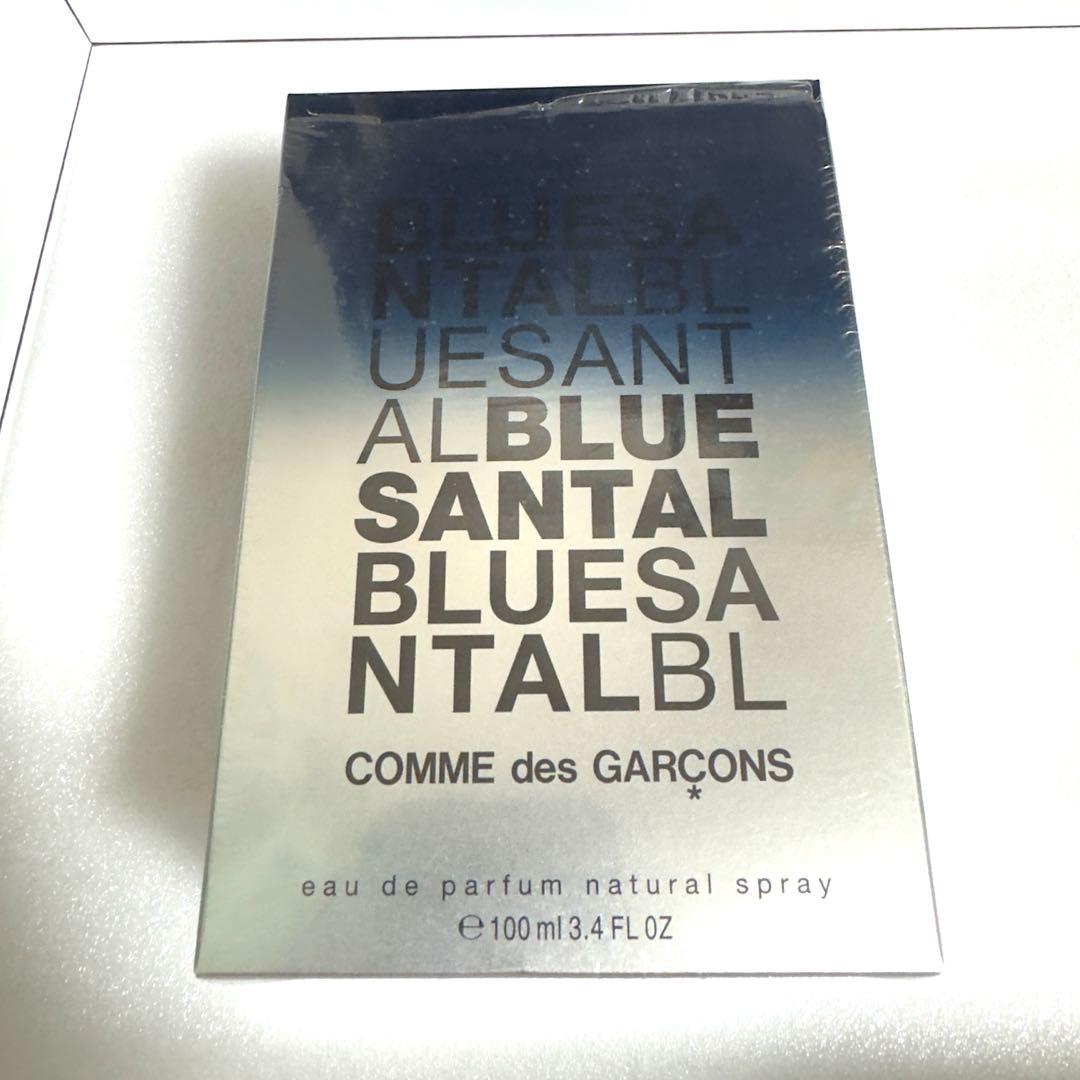 BLUESA
NTALBL
UESANT
ALBLUE
SANTAL
BLUESA
NTALBL
COMME des GARÇONS
*
eau de parfum natural spray
℮100 ml 3.4 FL OZ